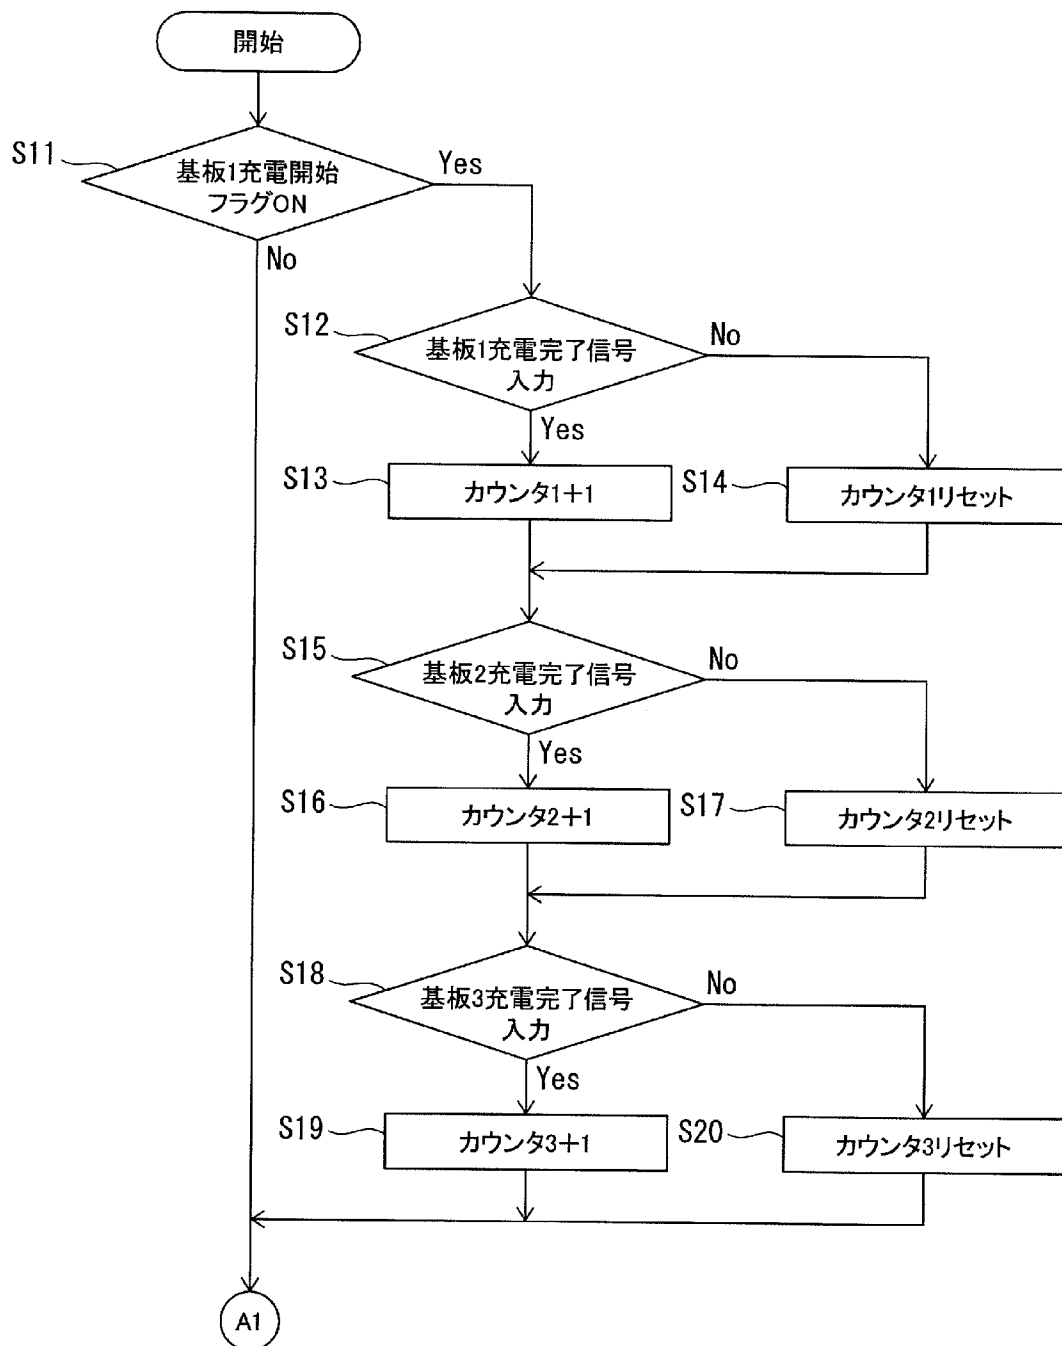 開始
S11
基板1充電開始
フラグON
Yes
No
S12
基板1充電完了信号
入力
No
Yes
S13
カウンタ1+1
S14
カウンタ1リセット
S15
基板2充電完了信号
入力
No
Yes
S16
カウンタ2+1
S17
カウンタ2リセット
S18
基板3充電完了信号
入力
No
Yes
S19
カウンタ3+1
S20
カウンタ3リセット
A1